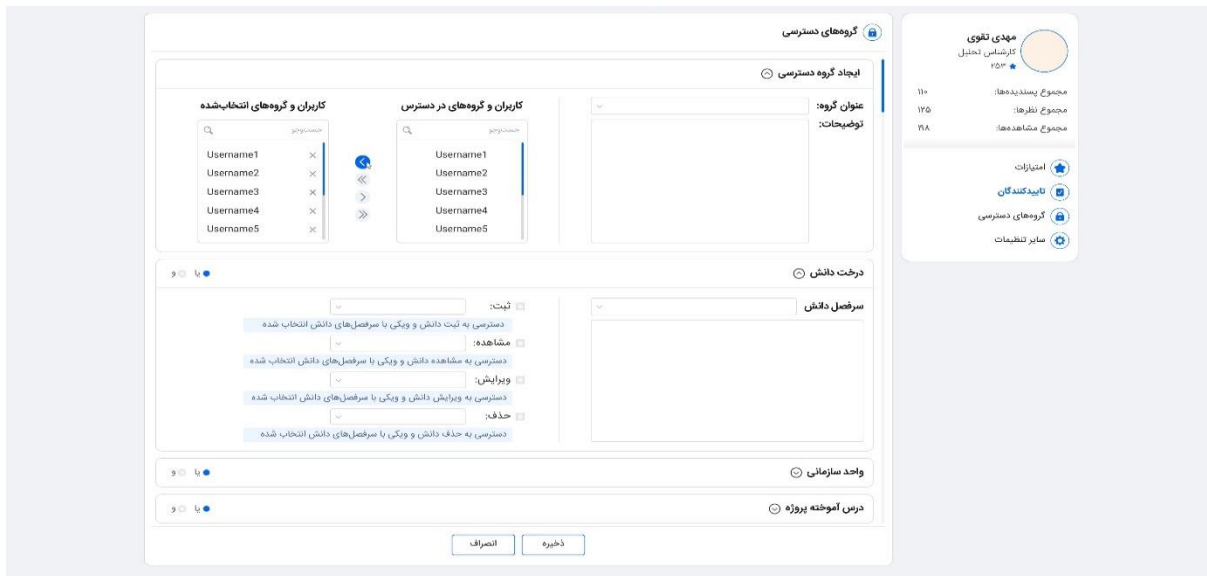 گروه‌های دسترسی
مهدی تقوی
کارشناس تحلیل
۲۵۳
مجموع پسندیده‌ها: ۱۱۰
مجموع نظرها: ۱۲۵
مجموع مشاهده‌ها: ۱۹۸
امتیازات
تاییدکنندگان
گروه‌های دسترسی
سایر تنظیمات
ایجاد گروه دسترسی
عنوان گروه:
توضیحات:
کاربران و گروه‌های در دسترس
جستوجو
Username1
Username2
Username3
Username4
Username5
کاربران و گروه‌های انتخاب‌شده
جستوجو
Username1
Username2
Username3
Username4
Username5
درخت دانش
یا و
سرفصل دانش
ثبت:
دسترسی به ثبت دانش و ویکی با سرفصل‌های دانش انتخاب شده
مشاهده:
دسترسی به مشاهده دانش و ویکی با سرفصل‌های دانش انتخاب شده
ویرایش:
دسترسی به ویرایش دانش و ویکی با سرفصل‌های دانش انتخاب شده
حذف:
دسترسی به حذف دانش و ویکی با سرفصل‌های دانش انتخاب شده
واحد سازمانی
یا و
درس آموخته پروژه
یا و
ذخیره
انصراف